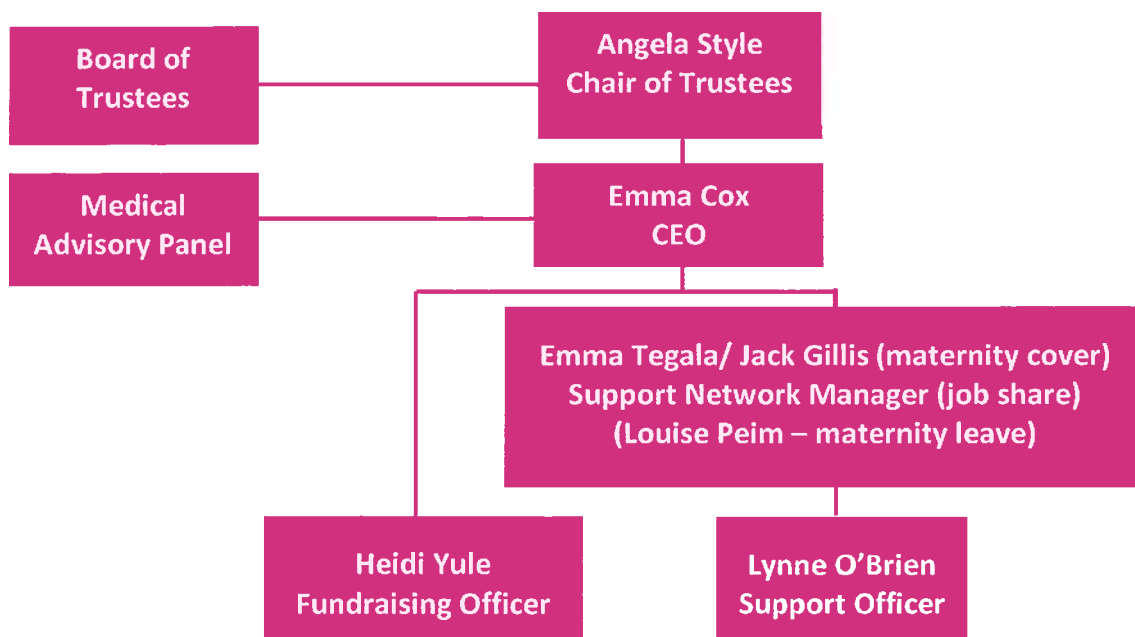 Board of
Trustees
Angela Style
Chair of Trustees
Medical
Advisory Panel
Emma Cox
CEO
Emma Tegala/ Jack Gillis (maternity cover)
Support Network Manager (job share)
(Louise Peim – maternity leave)
Heidi Yule
Fundraising Officer
Lynne O’Brien
Support Officer